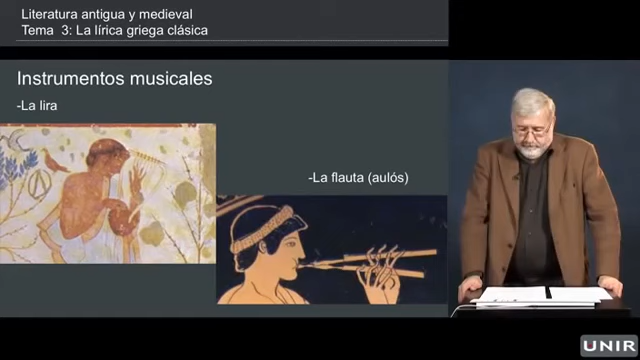 Literatura antigua y medieval
Tema 3: La lírica griega clásica
Instrumentos musicales
-La lira
-La flauta (aulós)
UNIR